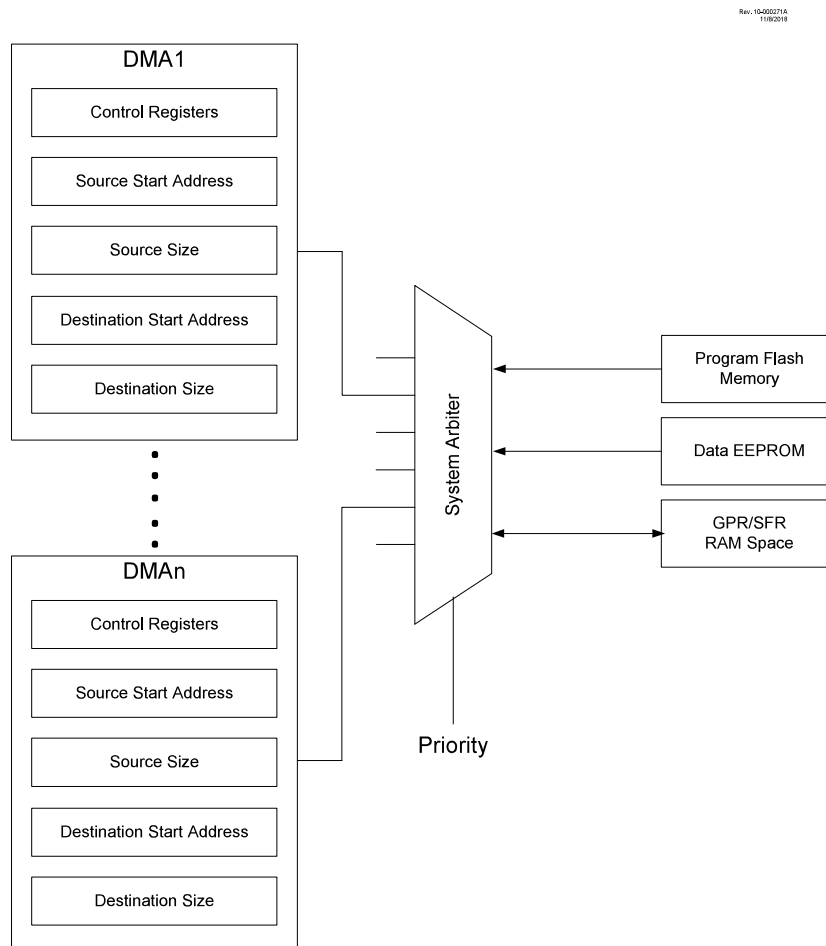 Rev. 10-000271A
11/8/2018
DMA1
Control Registers
Source Start Address
Source Size
Destination Start Address
Destination Size
System Arbiter
Program Flash
Memory
Data EEPROM
GPR/SFR
RAM Space
Priority
DMAn
Control Registers
Source Start Address
Source Size
Destination Start Address
Destination Size